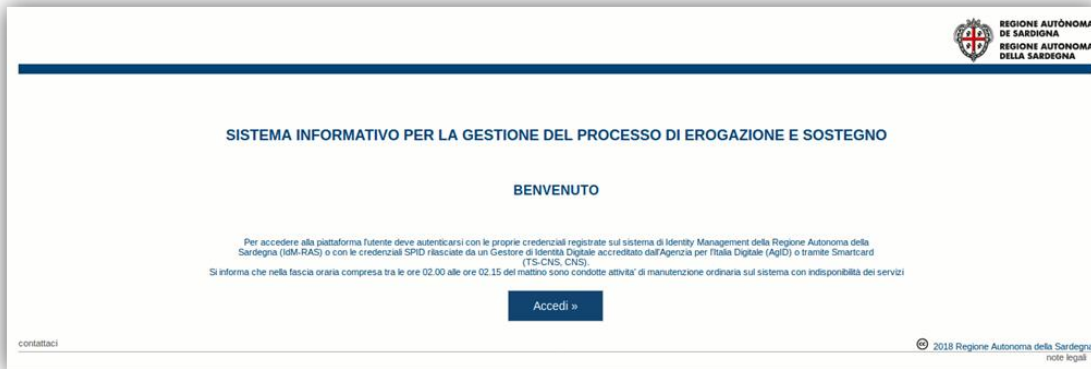 REGIONE AUTÒNOMA
DE SARDIGNA
REGIONE AUTONOMA
DELLA SARDEGNA
SISTEMA INFORMATIVO PER LA GESTIONE DEL PROCESSO DI EROGAZIONE E SOSTEGNO
BENVENUTO
Per accedere alla piattaforma l'utente deve autenticarsi con le proprie credenziali registrate sul sistema di Identity Management della Regione Autonoma della
Sardegna (IdM-RAS) o con le credenziali SPID rilasciate da un Gestore di Identità Digitale accreditato dall'Agenzia per l'Italia Digitale (AgID) o tramite Smartcard
(TS-CNS, CNS).
Si informa che nella fascia oraria compresa tra le ore 02.00 alle ore 02.15 del mattino sono condotte attivita' di manutenzione ordinaria sul sistema con indisponibilità dei servizi
Accedi »
contattaci
2018 Regione Autonoma della Sardegna
note legali